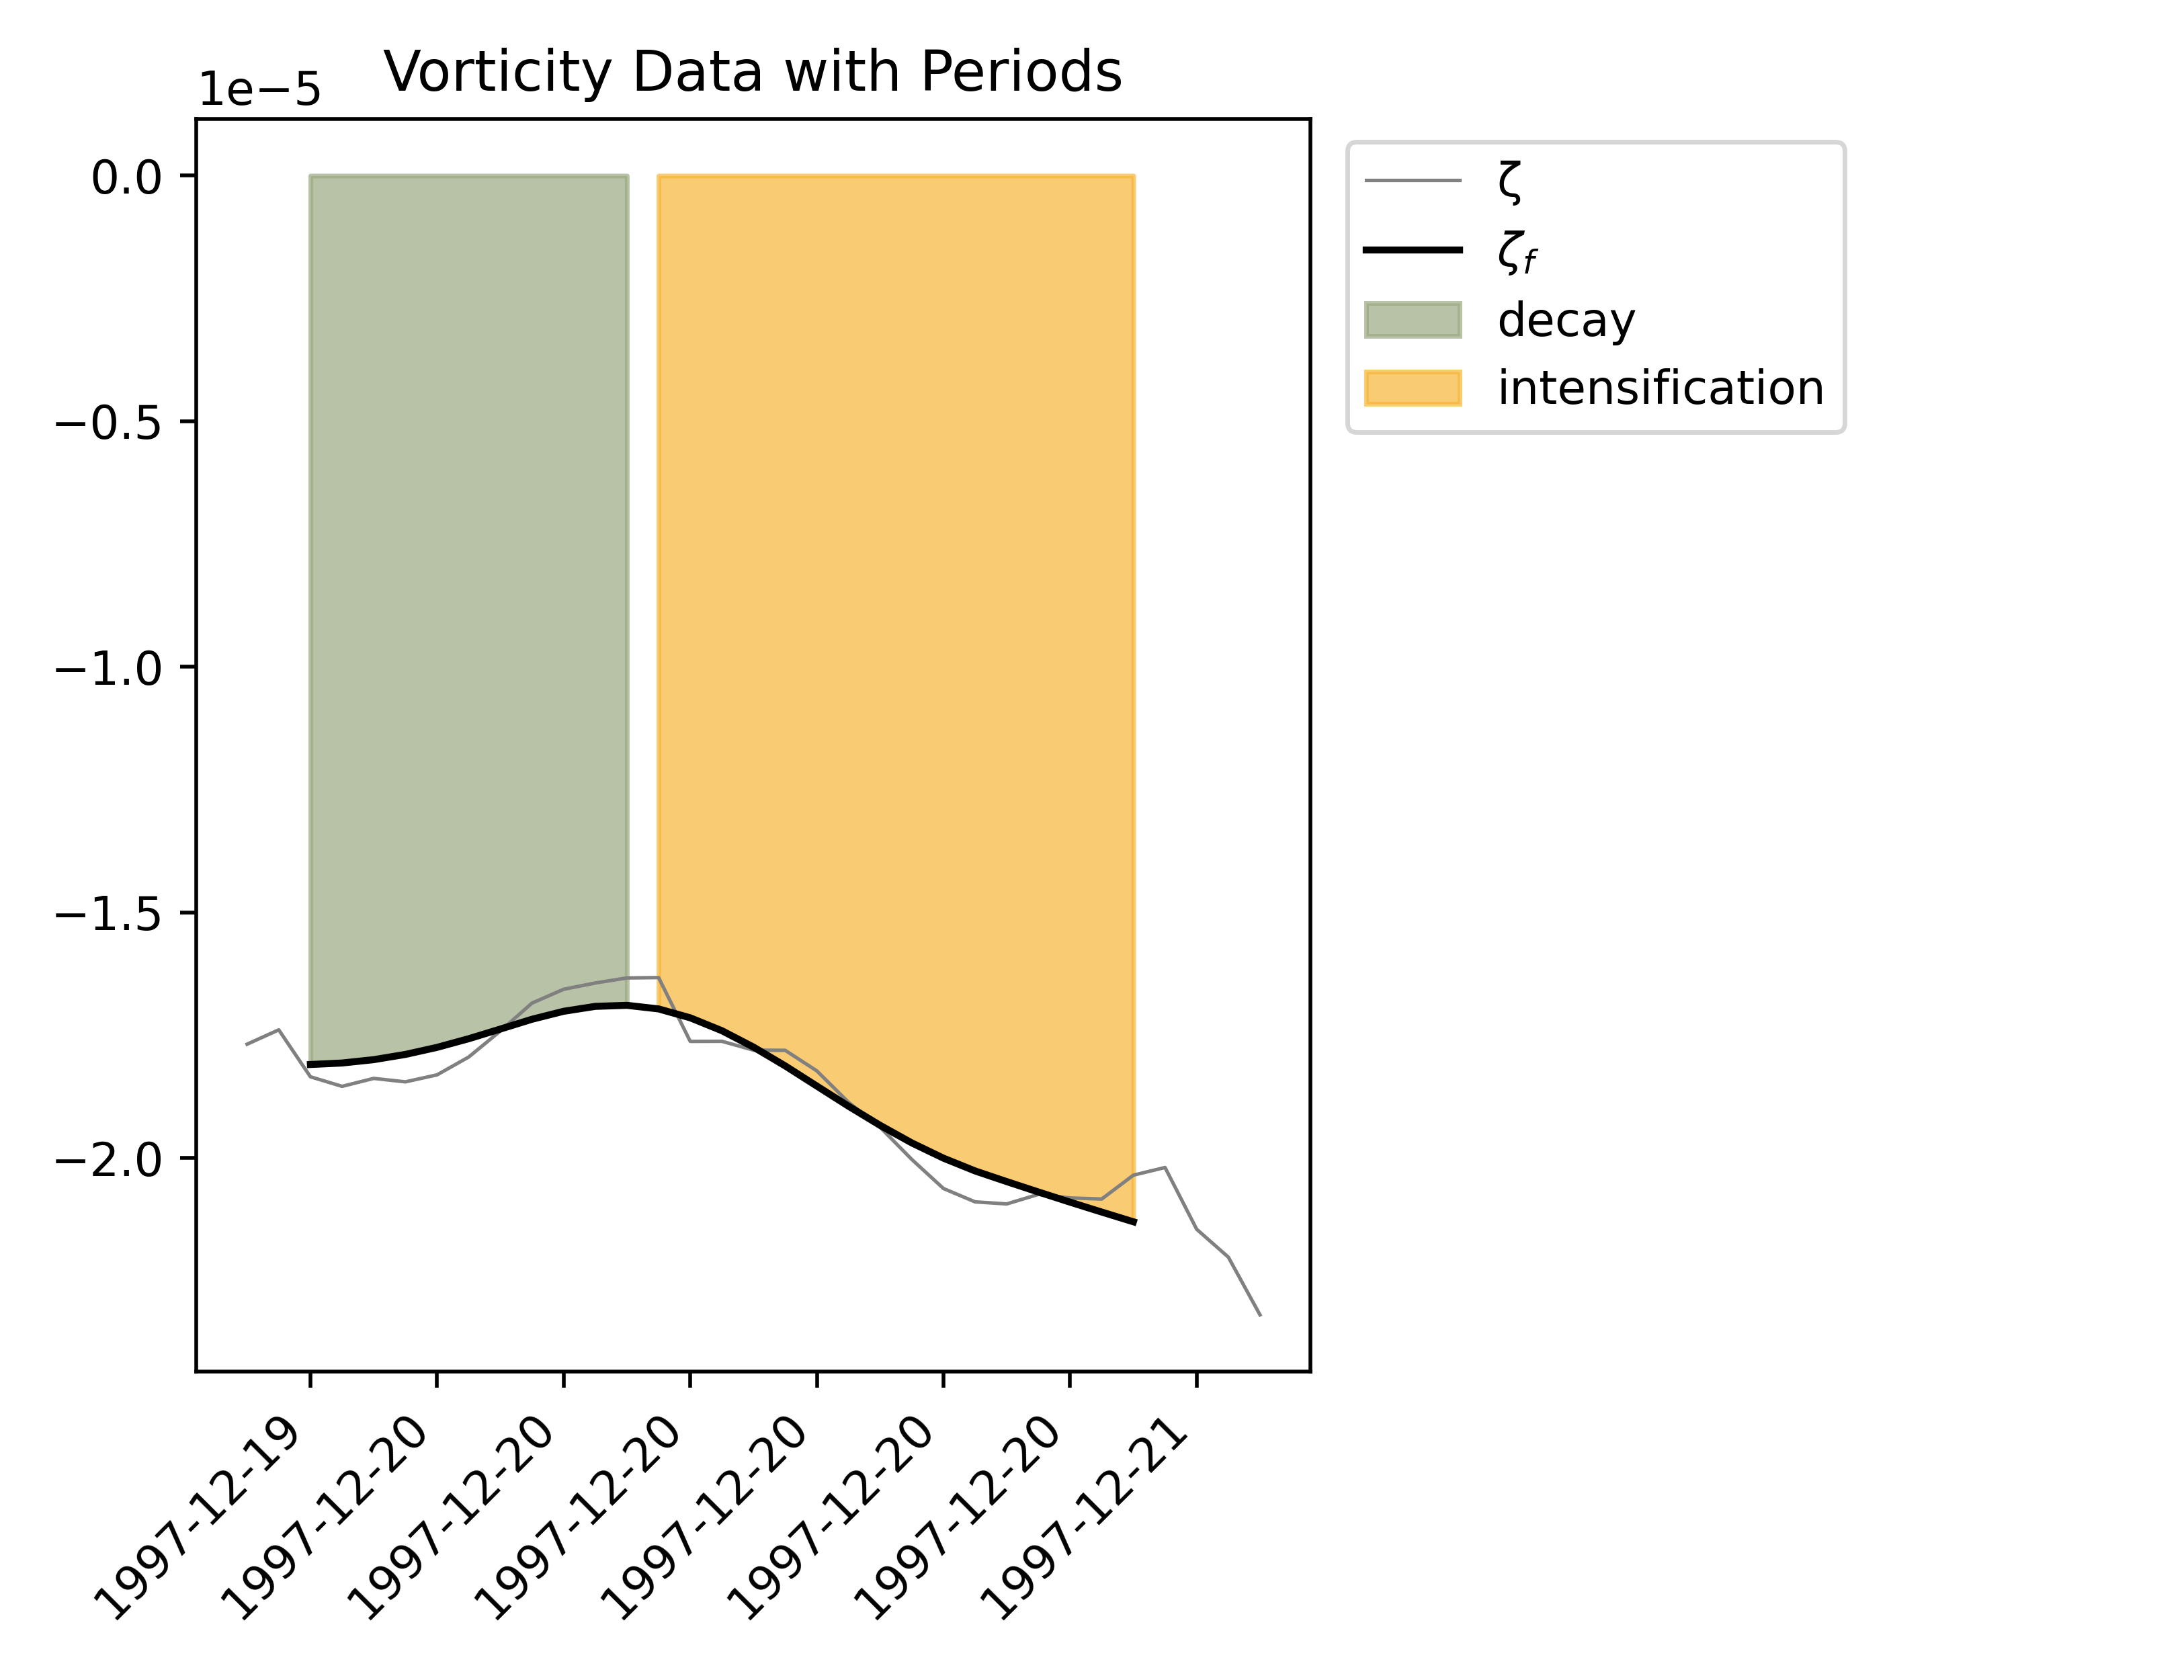 Vorticity Data with Periods
1e−5
0.0
−0.5
−1.0
−1.5
−2.0
1997-12-19
1997-12-20
1997-12-20
1997-12-20
1997-12-20
1997-12-20
1997-12-20
1997-12-21
ζ
ζf
decay
intensification